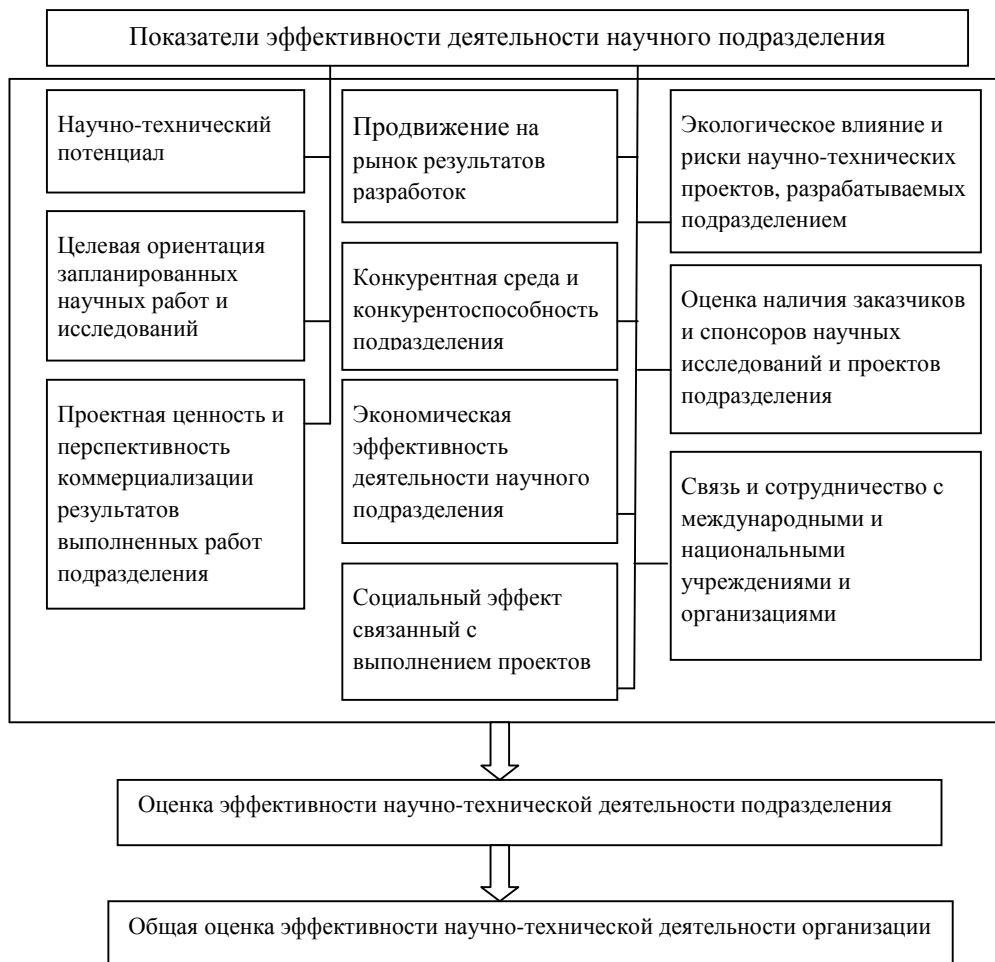 Показатели эффективности деятельности научного подразделения
Научно-технический
потенциал
Целевая ориентация
запланированных
научных работ и
исследований
Проектная ценность и
перспективность
коммерциализации
результатов
выполненных работ
подразделения
Продвижение на
рынок результатов
разработок
Конкурентная среда и
конкурентоспособность
подразделения
Экономическая
эффективность
деятельности научного
подразделения
Социальный эффект
связанный с
выполнением проектов
Экологическое влияние и
риски научно-технических
проектов, разрабатываемых
подразделением
Оценка наличия заказчиков
и спонсоров научных
исследований и проектов
подразделения
Связь и сотрудничество с
международными и
национальными
учреждениями и
организациями
Оценка эффективности научно-технической деятельности подразделения
Общая оценка эффективности научно-технической деятельности организации